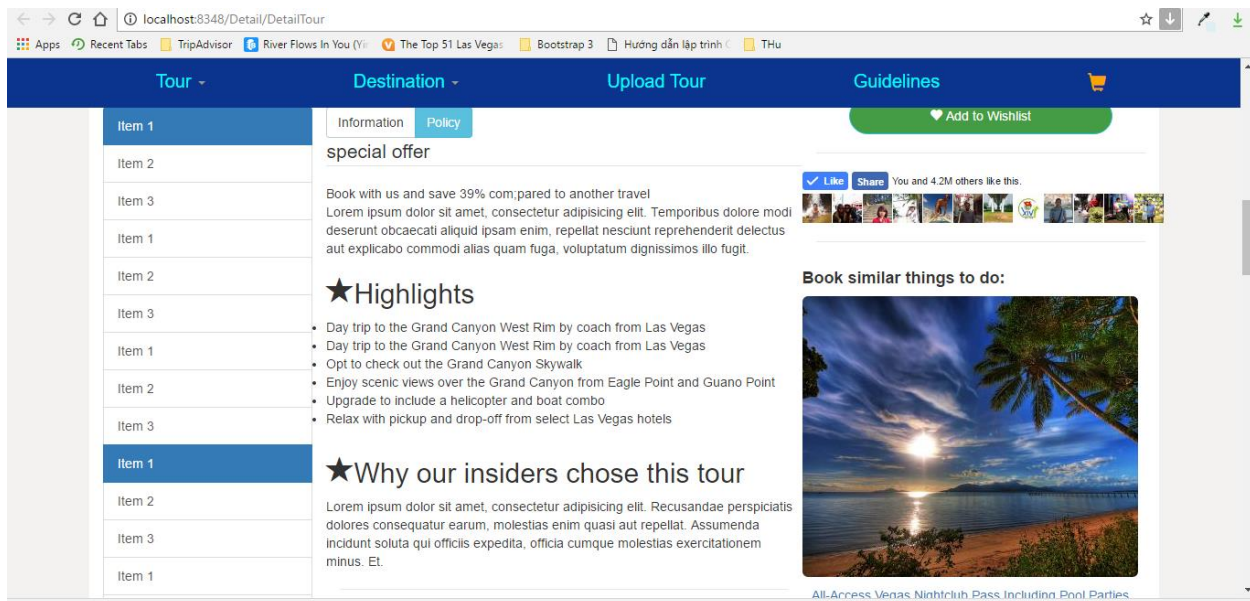 localhost:8348/Detail/DetailTour
Apps Recent Tabs TripAdvisor River Flows In You (Yi The Top 51 Las Vegas Bootstrap 3 Hướng dẫn lập trình C THu
Tour Destination Upload Tour Guidelines
Item 1
Item 2
Item 3
Item 1
Item 2
Item 3
Item 1
Item 2
Item 3
Item 1
Item 2
Item 3
Item 1
Information Policy
special offer
Book with us and save 39% com;pared to another travel
Lorem ipsum dolor sit amet, consectetur adipisicing elit. Temporibus dolore modi
deserunt obcaecati aliquid ipsam enim, repellat nesciunt reprehenderit delectus
aut explicabo commodi alias quam fuga, voluptatum dignissimos illo fugit.
★Highlights
• Day trip to the Grand Canyon West Rim by coach from Las Vegas
• Day trip to the Grand Canyon West Rim by coach from Las Vegas
• Opt to check out the Grand Canyon Skywalk
• Enjoy scenic views over the Grand Canyon from Eagle Point and Guano Point
• Upgrade to include a helicopter and boat combo
• Relax with pickup and drop-off from select Las Vegas hotels
★Why our insiders chose this tour
Lorem ipsum dolor sit amet, consectetur adipisicing elit. Recusandae perspiciatis
dolores consequatur earum, molestias enim quasi aut repellat. Assumenda
incidunt soluta qui officiis expedita, officia cumque molestias exercitationem
minus. Et.
Add to Wishlist
Like Share You and 4.2M others like this.
Book similar things to do:
All-Access Vegas Nightclub Pass Including Pool Parties